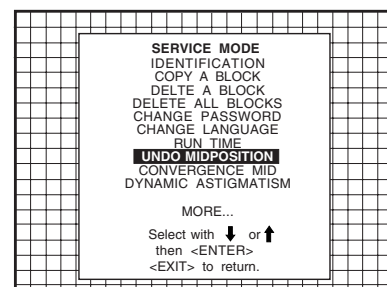 SERVICE MODE
IDENTIFICATION
COPY A BLOCK
DELTE A BLOCK
DELETE ALL BLOCKS
CHANGE PASSWORD
CHANGE LANGUAGE
RUN TIME
UNDO MIDPOSITION
CONVERGENCE MID
DYNAMIC ASTIGMATISM
MORE...
Select with ⬇ or ⬆
then <ENTER>
<EXIT> to return.